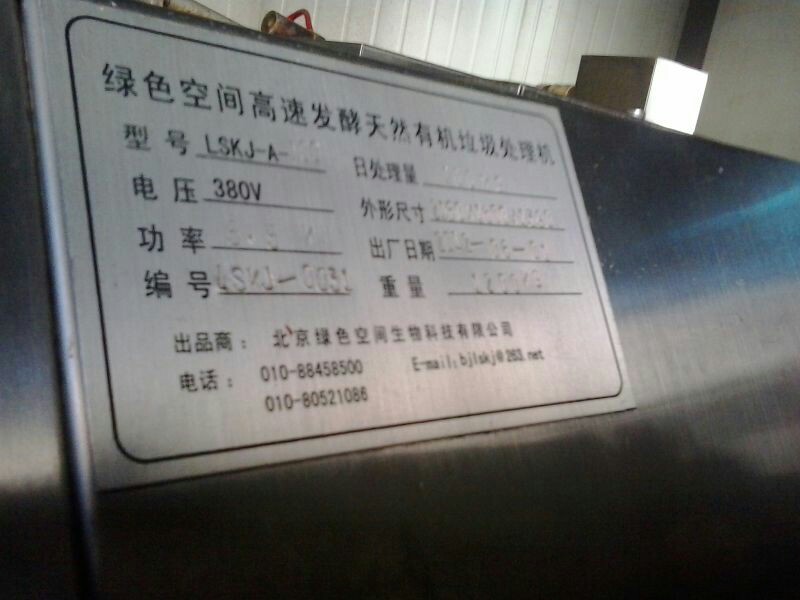 绿色空间高速发酵天然有机垃圾处理机
型号 LSKJ-A- 日处理量
电压 380V 外形尺寸
功率 出厂日期
编号 LSKJ-0031 重量 1200KG
出品商： 北京绿色空间生物科技有限公司
电话： 010-88458500 E-mail:bjlskj@263.net
010-80521086